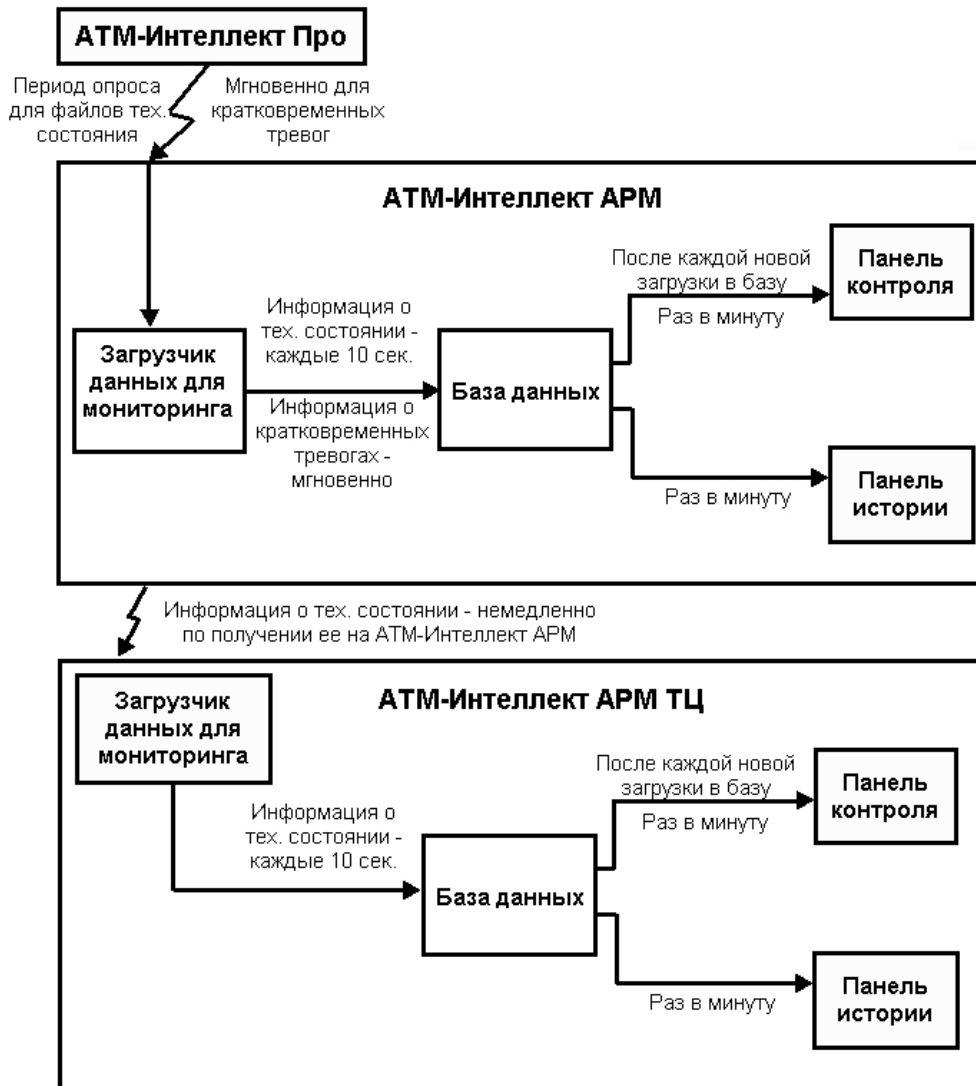 АТМ-Интеллект Про
Период опроса
для файлов тех.
состояния
Мгновенно для
кратковременных
тревог
АТМ-Интеллект АРМ
После каждой новой
загрузки в базу
Раз в минуту
Панель
контроля
Информация о
тех. состоянии -
каждые 10 сек.
Загрузчик
данных для
мониторинга
База данных
Информация о
кратковременных
тревогах -
мгновенно
Раз в минуту
Панель
истории
Информация о тех. состоянии - немедленно
по получении ее на АТМ-Интеллект АРМ
АТМ-Интеллект АРМ ТЦ
Загрузчик
данных для
мониторинга
После каждой новой
загрузки в базу
Раз в минуту
Панель
контроля
Информация о
тех. состоянии -
каждые 10 сек.
База данных
Раз в минуту
Панель
истории